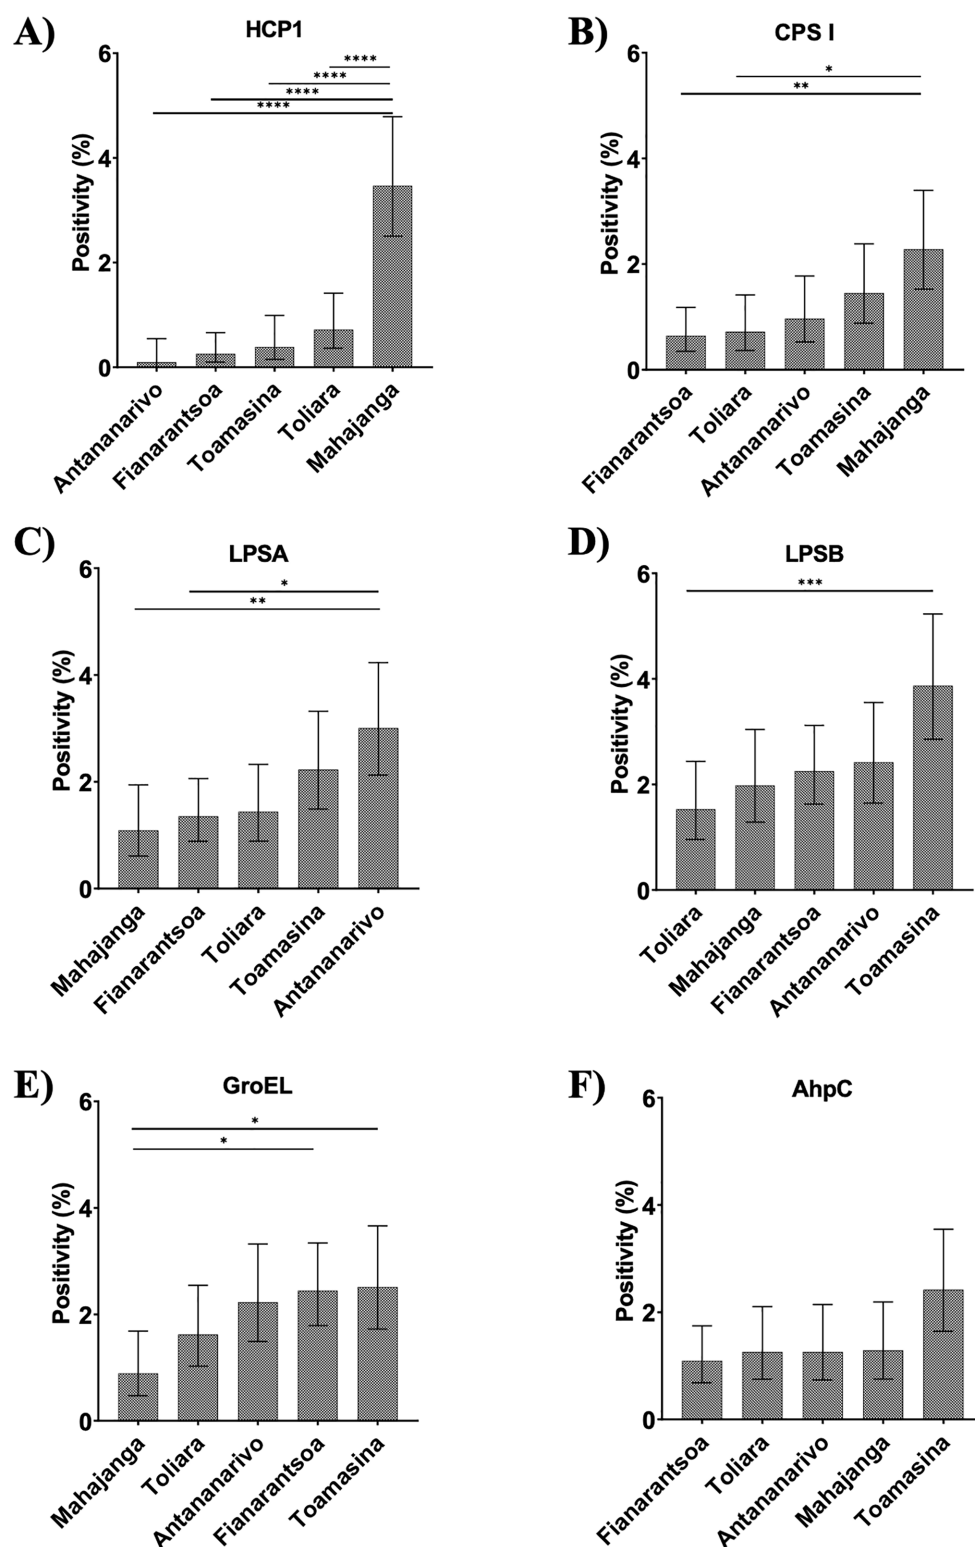 A)
HCP1
Positivity (%)
6
4
2
0
****
****
****
****
Antananarivo
Fianarantsoa
Toamasina
Toliara
Mahajanga
B)
CPS I
Positivity (%)
6
4
2
0
*
**
Fianarantsoa
Toliara
Antananarivo
Toamasina
Mahajanga
C)
LPSA
Positivity (%)
6
4
2
0
*
**
Mahajanga
Fianarantsoa
Toliara
Toamasina
Antananarivo
D)
LPSB
Positivity (%)
6
4
2
0
***
Toliara
Mahajanga
Fianarantsoa
Antananarivo
Toamasina
E)
GroEL
Positivity (%)
6
4
2
0
*
*
Mahajanga
Toliara
Antananarivo
Fianarantsoa
Toamasina
F)
AhpC
Positivity (%)
6
4
2
0
Fianarantsoa
Toliara
Antananarivo
Mahajanga
Toamasina